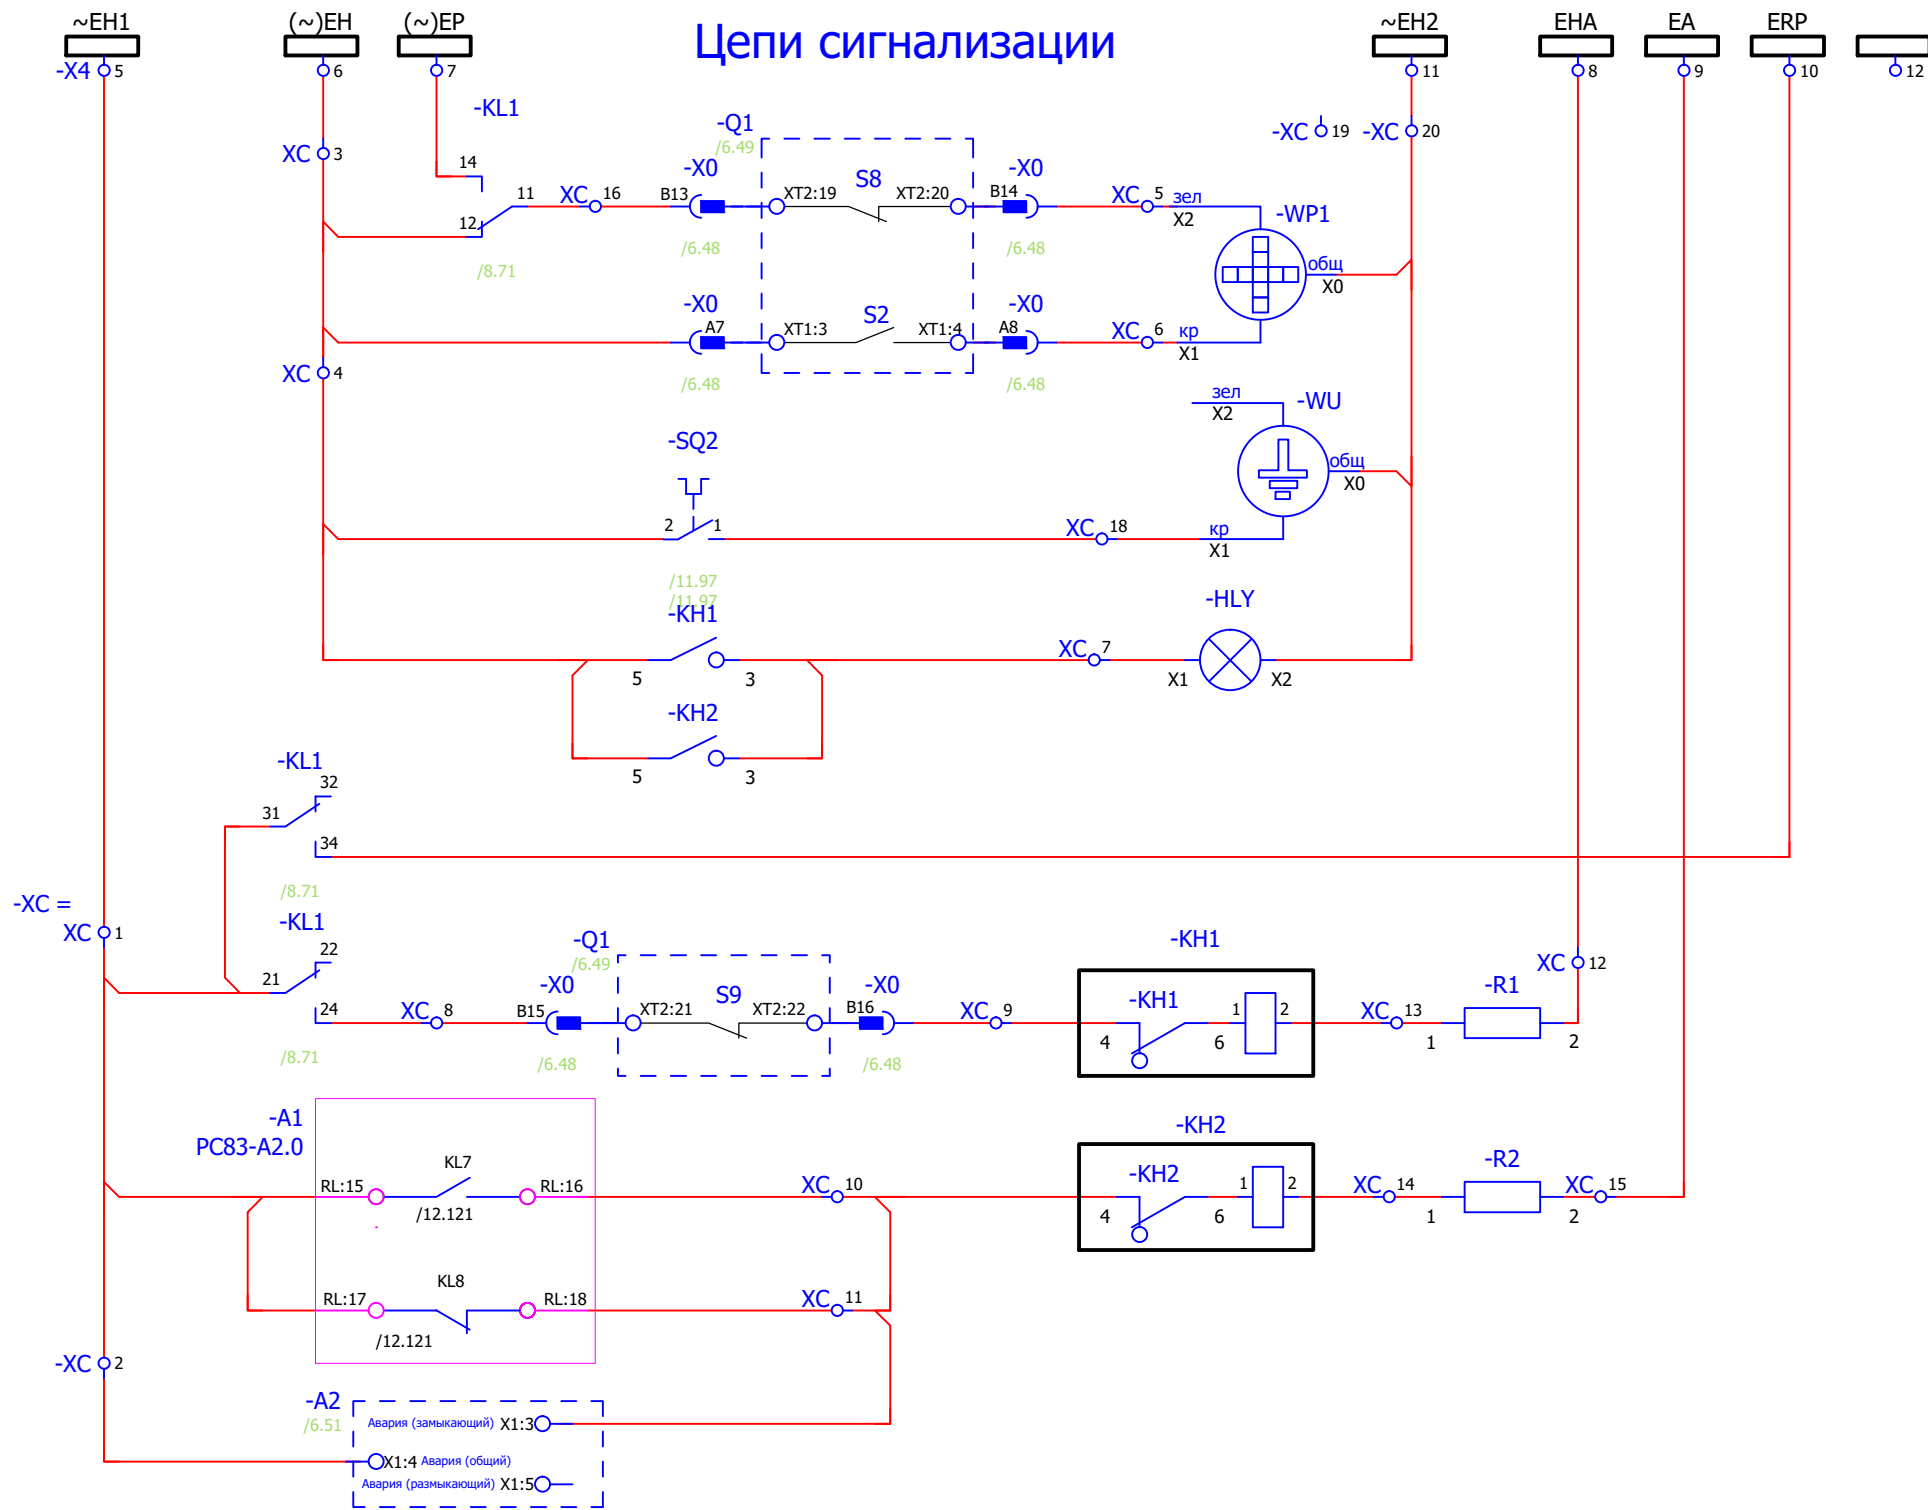 Цепи сигнализации
~EH1
(~)EH
(~)EP
~EH2
EHA
EA
ERP
-X4
5
6
7
11
8
9
10
12
-KL1
14
11
12
/8.71
XC
3
XC
16
-Q1
/6.49
-X0
B13
/6.48
XT2:19
S8
XT2:20
-X0
B14
/6.48
XC
5
зел
X2
-WP1
общ
X0
-XC
19
-XC
20
-X0
A7
/6.48
XT1:3
S2
XT1:4
-X0
A8
/6.48
XC
6
кр
X1
XC
4
зел
X2
-WU
общ
X0
-SQ2
2
1
/11.97
/11.97
XC
18
кр
X1
-KH1
5
3
XC
7
-HLY
X1
X2
-KH2
5
3
-KL1
32
31
34
/8.71
-XC =
XC
1
-KL1
22
21
24
/8.71
XC
8
-Q1
/6.49
-X0
B15
/6.48
XT2:21
S9
XT2:22
-X0
B16
/6.48
XC
9
-KH1
-KH1
4
6
1
2
XC
13
-R1
1
2
XC
12
-A1
PC83-A2.0
RL:15
KL7
/12.121
RL:16
XC
10
-KH2
-KH2
4
6
1
2
XC
14
-R2
1
2
XC
15
RL:17
KL8
/12.121
RL:18
XC
11
-XC
2
-A2
/6.51
Авария (замыкающий) X1:3
X1:4 Авария (общий)
Авария (размыкающий) X1:5